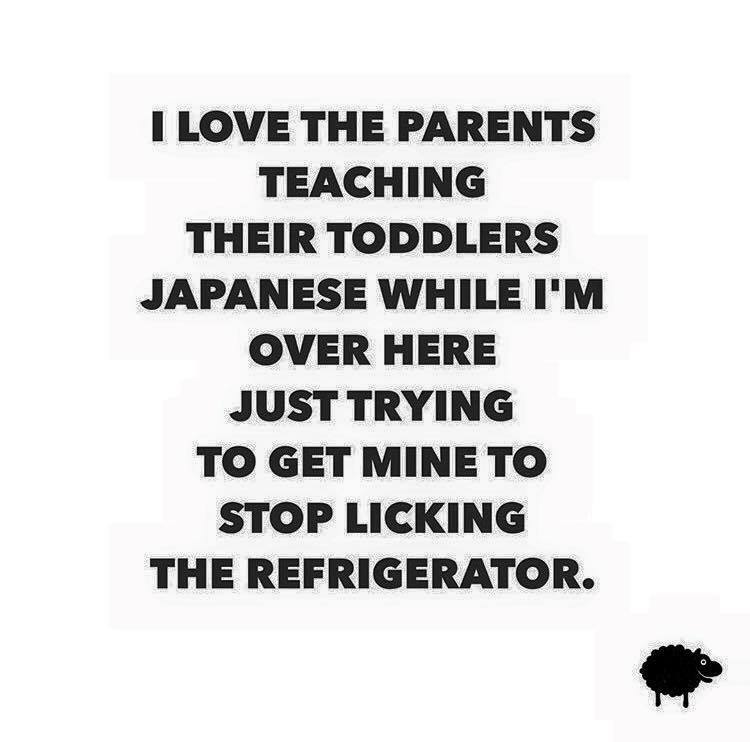 I LOVE THE PARENTS
TEACHING
THEIR TODDLERS
JAPANESE WHILE I'M
OVER HERE
JUST TRYING
TO GET MINE TO
STOP LICKING
THE REFRIGERATOR.